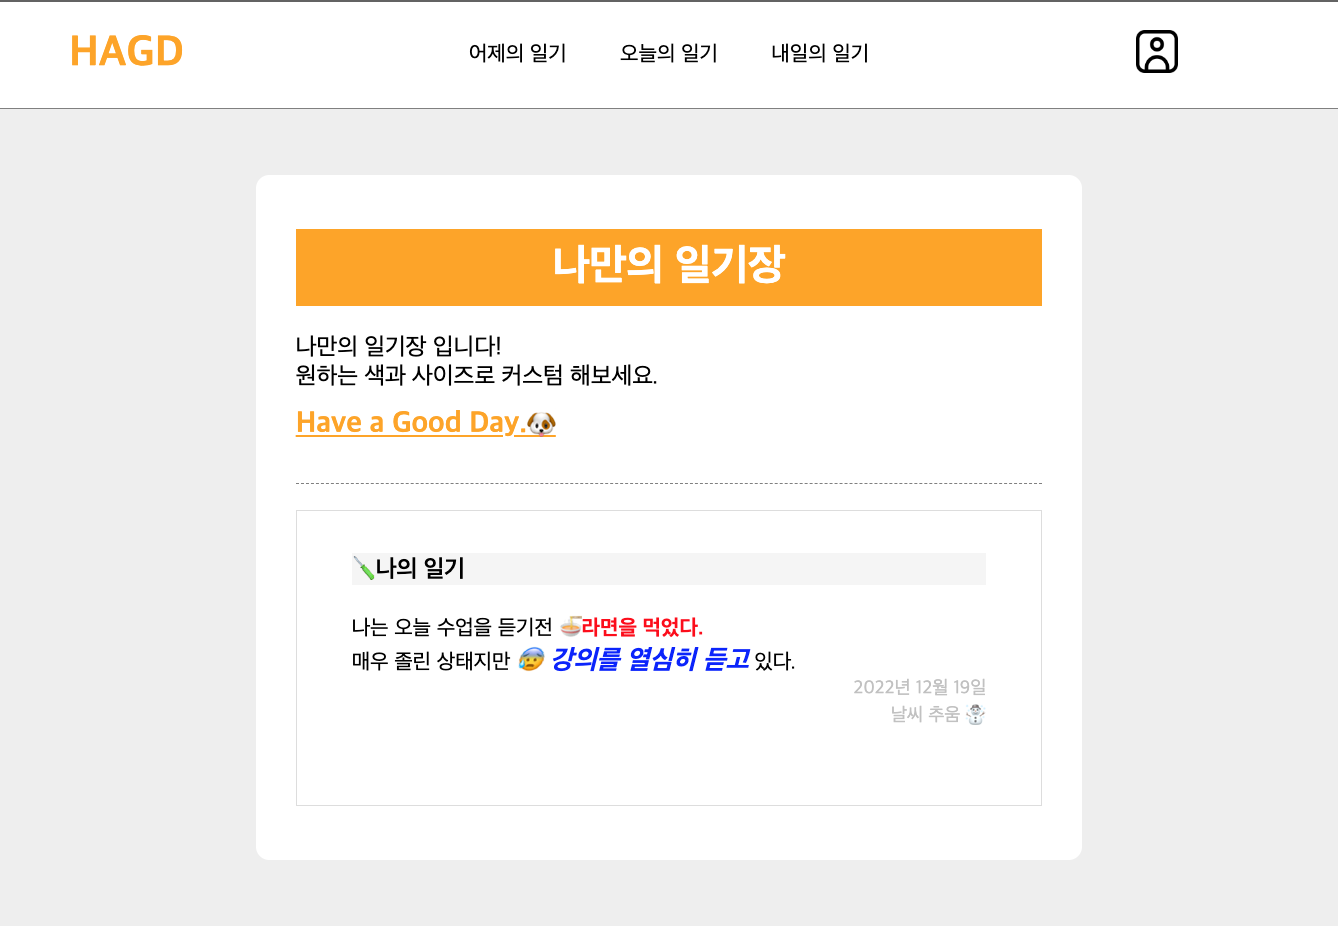 HAGD
어제의 일기 오늘의 일기 내일의 일기
나만의 일기장
나만의 일기장 입니다!
원하는 색과 사이즈로 커스텀 해보세요.
Have a Good Day.🐶
나의 일기
나는 오늘 수업을 듣기전 🍜라면을 먹었다.
매우 졸린 상태지만 😰 강의를 열심히 듣고 있다.
2022년 12월 19일
날씨 추움 ☃️